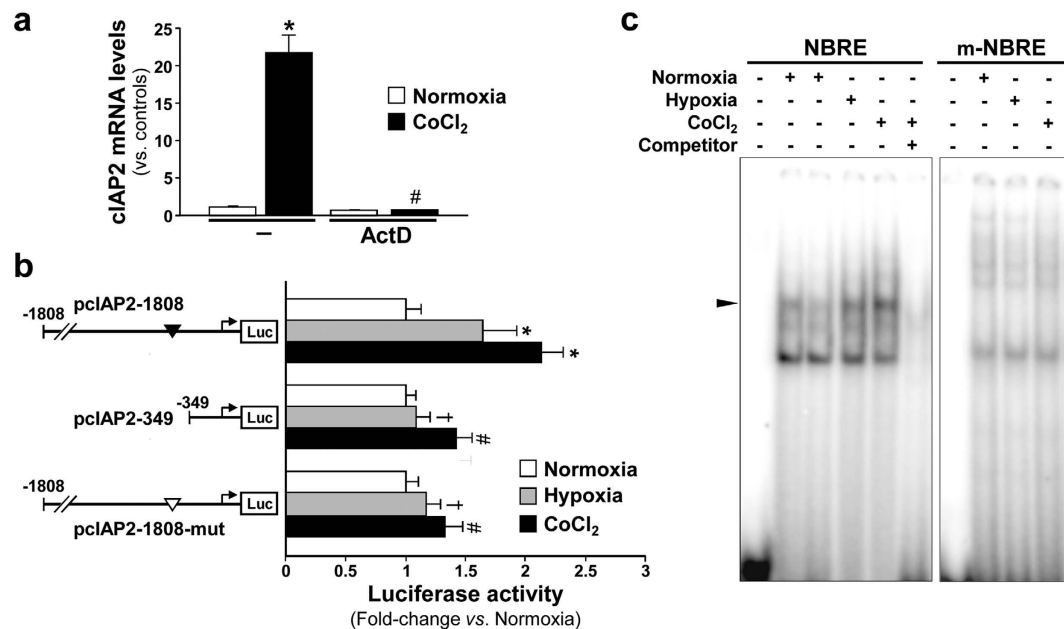 a
cIAP2 mRNA levels
(vs. controls)
25
20
15
10
5
0
*
#
Normoxia
CoCl2
–
ActD
b
-1808
pcIAP2-1808
Luc
*
*
-349
pcIAP2-349
Luc
†
#
-1808
pcIAP2-1808-mut
Luc
†
#
Normoxia
Hypoxia
CoCl2
0 0.5 1 1.5 2 2.5 3
Luciferase activity
(Fold-change vs. Normoxia)
c
NBRE m-NBRE
Normoxia - + + - - - - + - -
Hypoxia - - - + - - - - + -
CoCl2 - - - - + + - - - +
Competitor - - - - - + - - - -